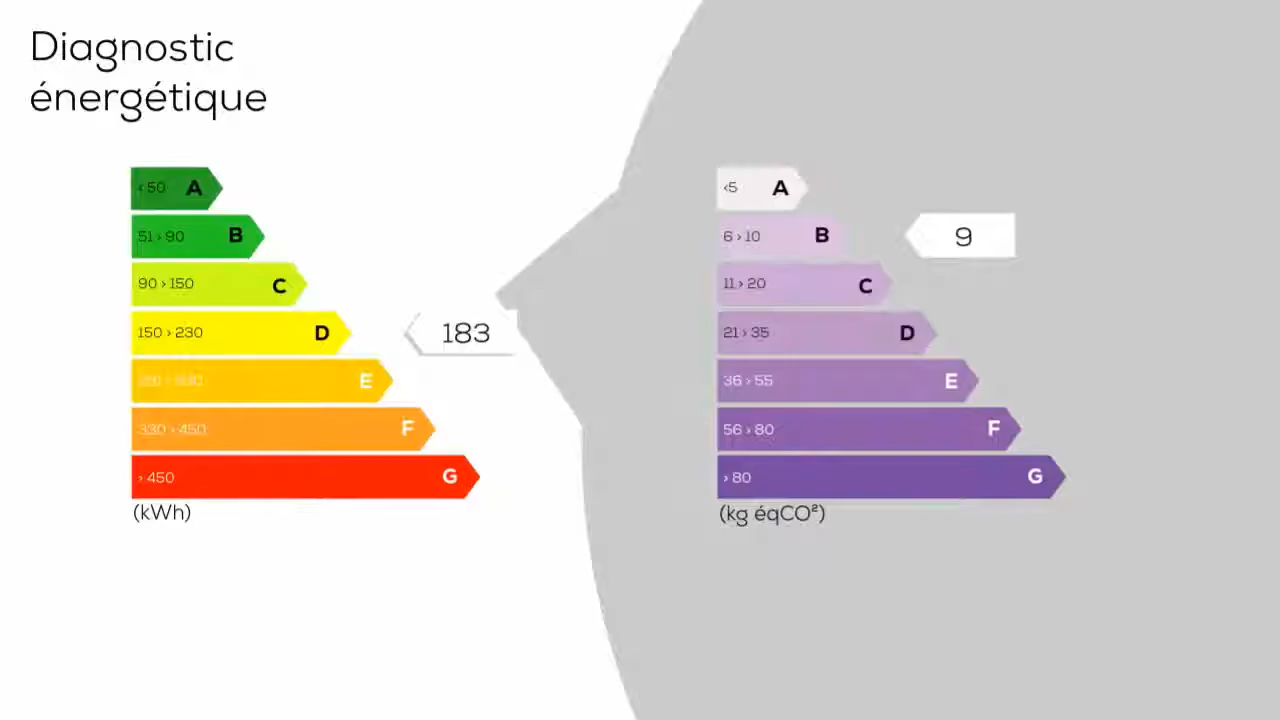 Diagnostic
énergétique
< 50 A
51 > 90 B
90 > 150 C
150 > 230 D
183
E
330 > 450 F
> 450 G
(kWh)
<5 A
6 > 10 B
9
11 > 20 C
21 > 35 D
36 > 55 E
56 > 80 F
> 80 G
(kg éqCO²)